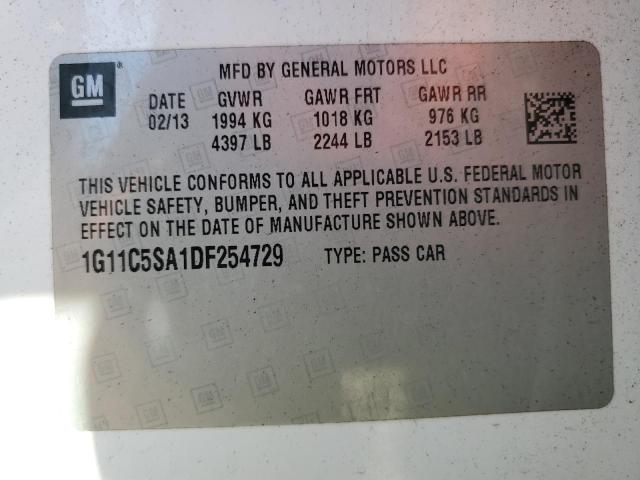 GM
MFD BY GENERAL MOTORS LLC
DATE GVWR GAWR FRT GAWR RR
02/13 1994 KG 1018 KG 976 KG
4397 LB 2244 LB 2153 LB
THIS VEHICLE CONFORMS TO ALL APPLICABLE U.S. FEDERAL MOTOR
VEHICLE SAFETY, BUMPER, AND THEFT PREVENTION STANDARDS IN
EFFECT ON THE DATE OF MANUFACTURE SHOWN ABOVE.
1G11C5SA1DF254729 TYPE: PASS CAR